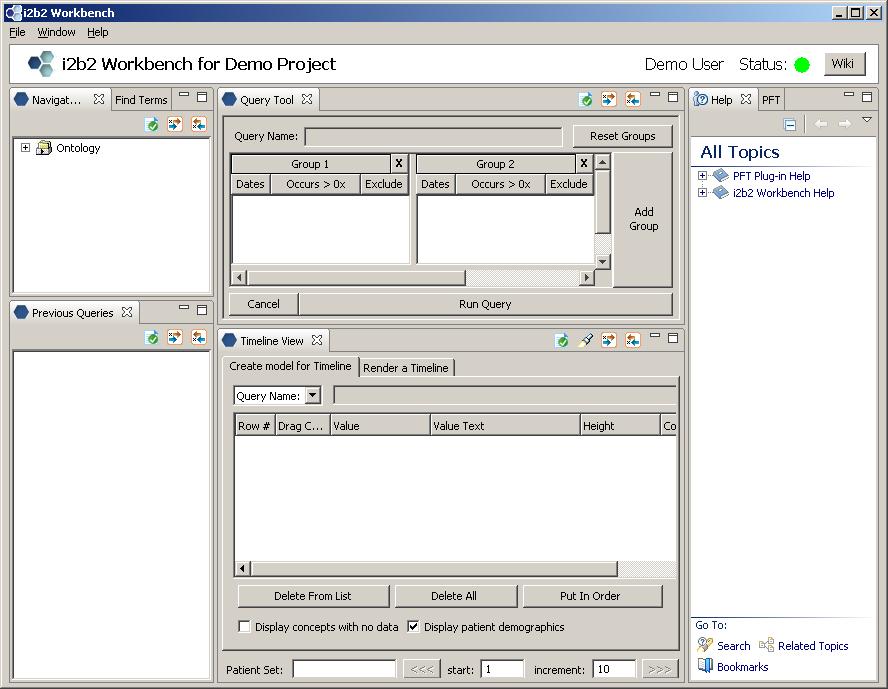 i2b2 Workbench
File Window Help
i2b2 Workbench for Demo Project
Demo User Status: Wiki
Navigat... Find Terms
Ontology
Previous Queries
Query Tool
Query Name: Reset Groups
Group 1 X Group 2 X
Dates Occurs > 0x Exclude Dates Occurs > 0x Exclude
Add
Group
Cancel Run Query
Timeline View
Create model for Timeline Render a Timeline
Query Name:
Row # Drag C... Value Value Text Height Co
Delete From List Delete All Put In Order
Display concepts with no data Display patient demographics
Patient Set: <<< start: 1 increment: 10 >>>
Help PFT
All Topics
PFT Plug-in Help
i2b2 Workbench Help
Go To:
Search Related Topics
Bookmarks